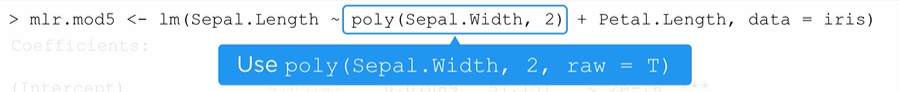 > mlr.mod5 <- lm(Sepal.Length ~ poly(Sepal.Width, 2) + Petal.Length, data = iris)
Coefficients:
Use poly(Sepal.Width, 2, raw = T)
(Intercept)